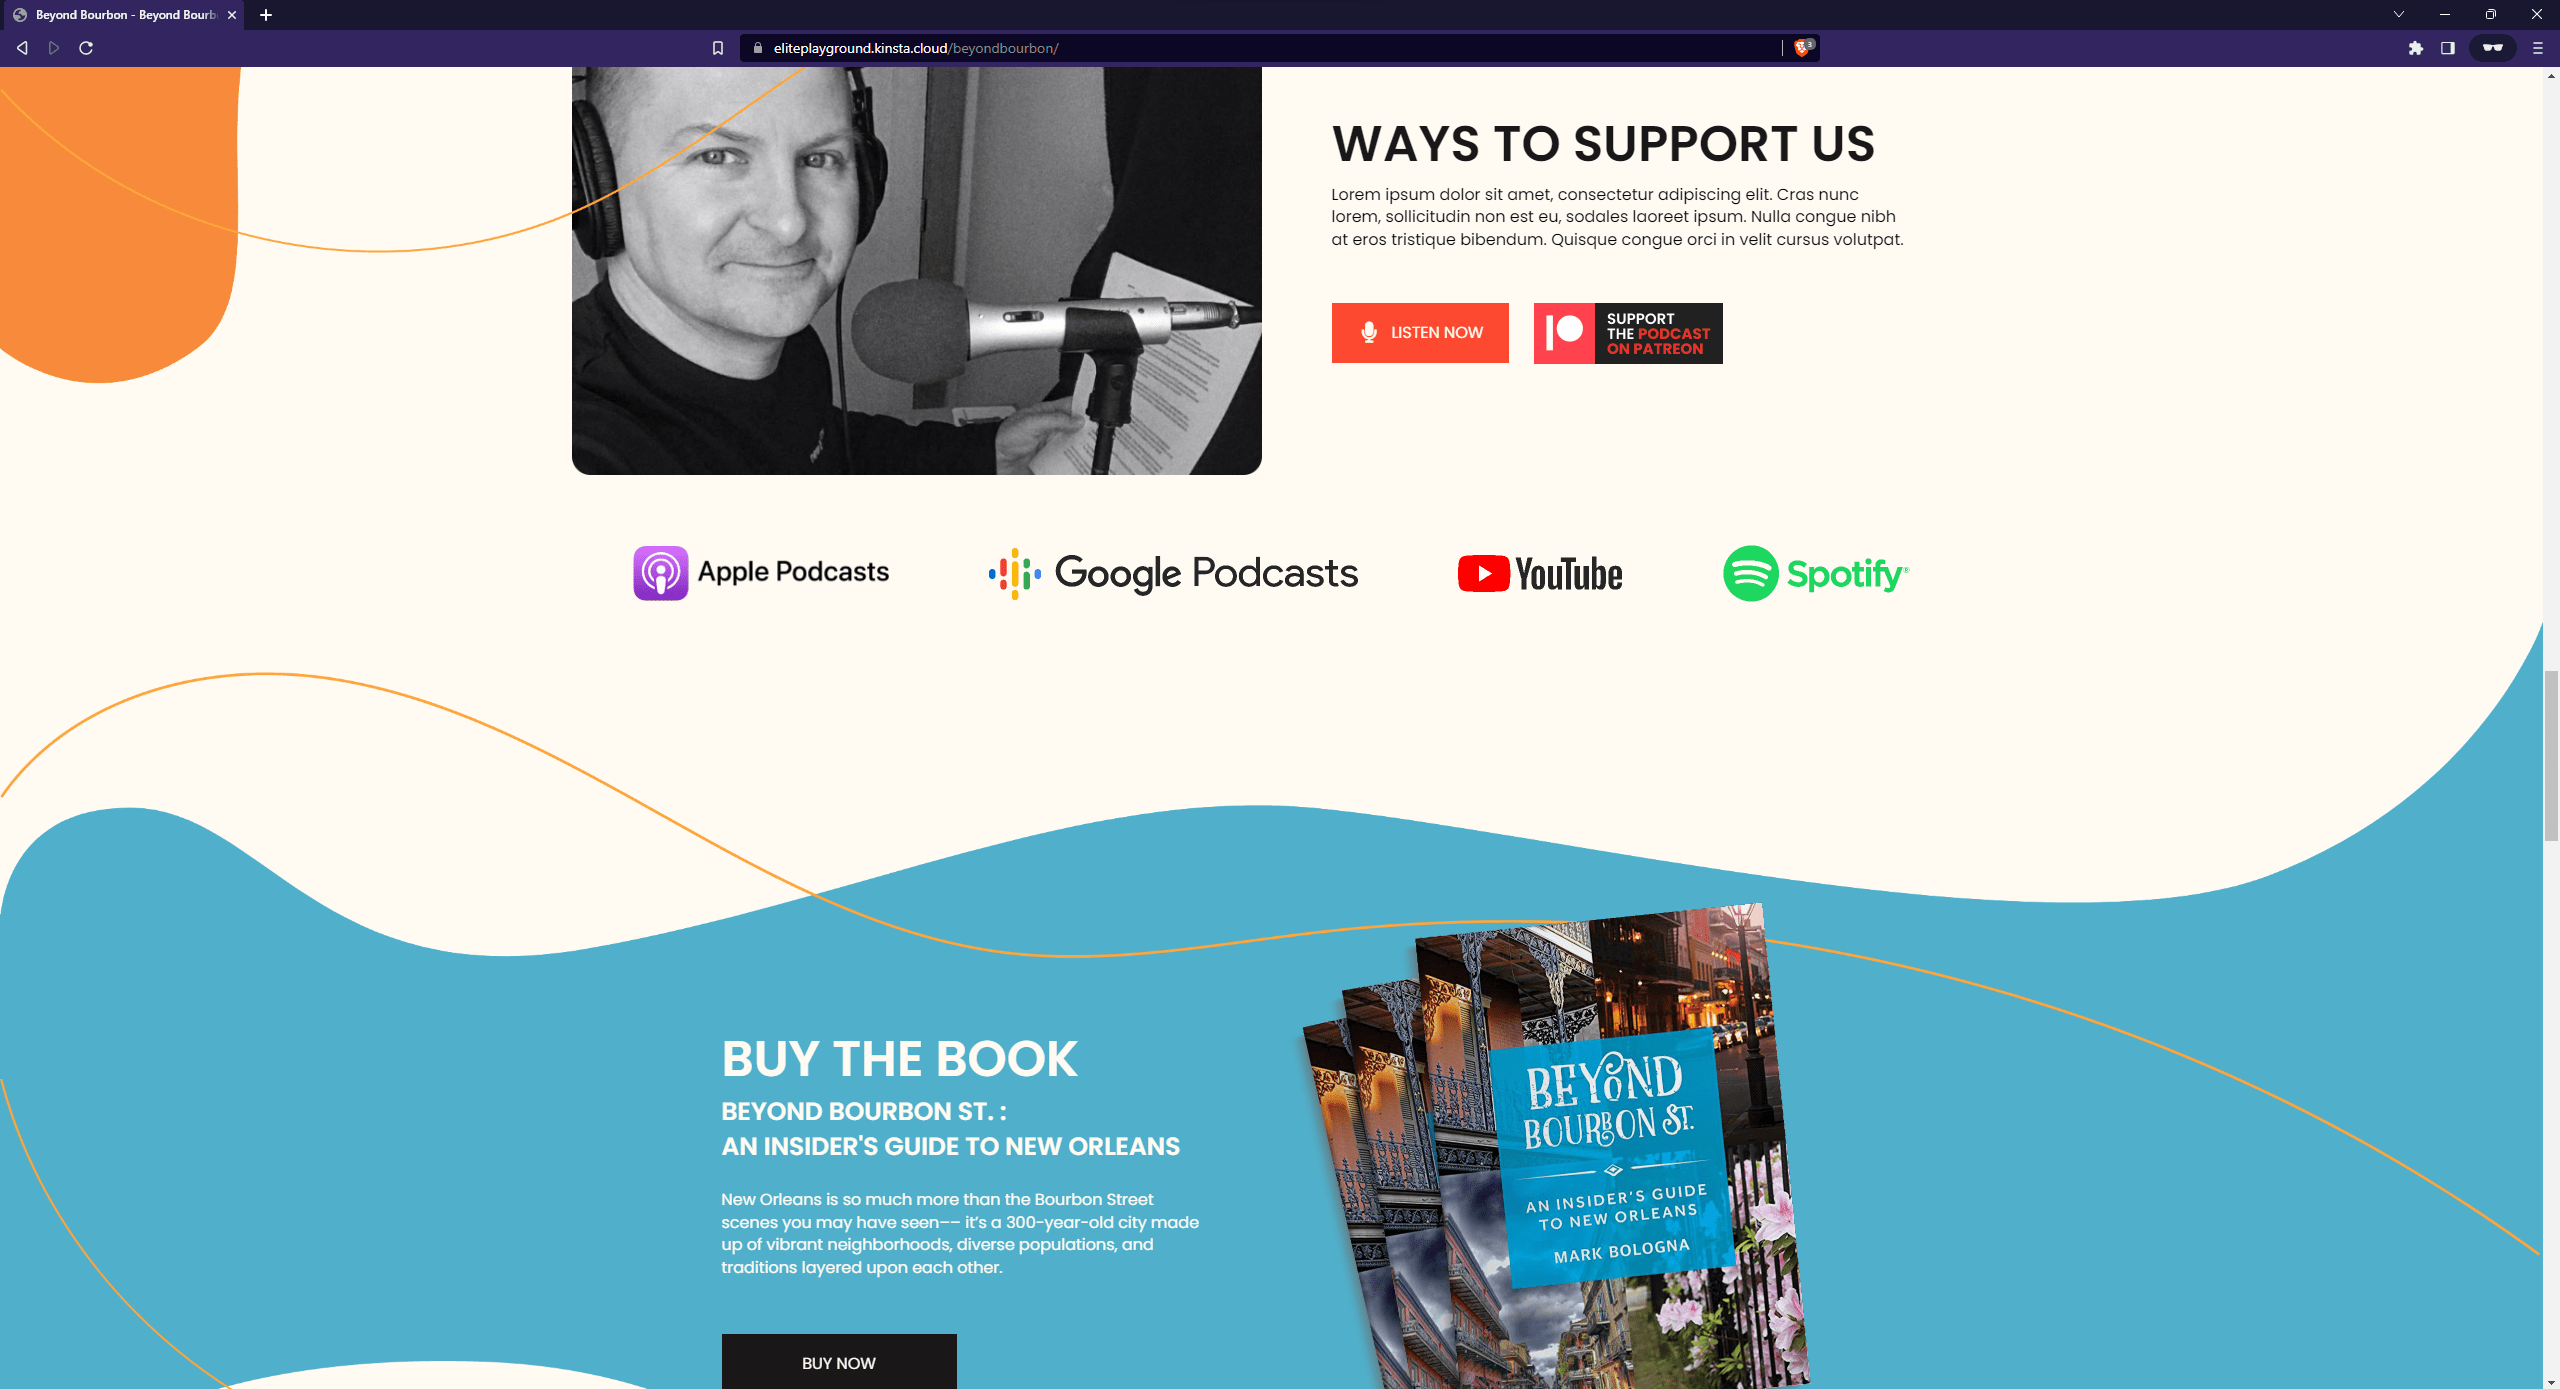 Beyond Bourbon - Beyond Bourb
eliteplayground.kinsta.cloud/beyondbourbon/
3
WAYS TO SUPPORT US
Lorem ipsum dolor sit amet, consectetur adipiscing elit. Cras nunc
lorem, sollicitudin non est eu, sodales laoreet ipsum. Nulla congue nibh
at eros tristique bibendum. Quisque congue orci in velit cursus volutpat.
LISTEN NOW
SUPPORT
THE PODCAST
ON PATREON
Apple Podcasts
Google Podcasts
YouTube
Spotify®
BUY THE BOOK
BEYOND BOURBON ST. :
AN INSIDER'S GUIDE TO NEW ORLEANS
New Orleans is so much more than the Bourbon Street
scenes you may have seen–– it’s a 300-year-old city made
up of vibrant neighborhoods, diverse populations, and
traditions layered upon each other.
BUY NOW
BEYOND
BOURBON ST.
AN INSIDER'S GUIDE
TO NEW ORLEANS
MARK BOLOGNA